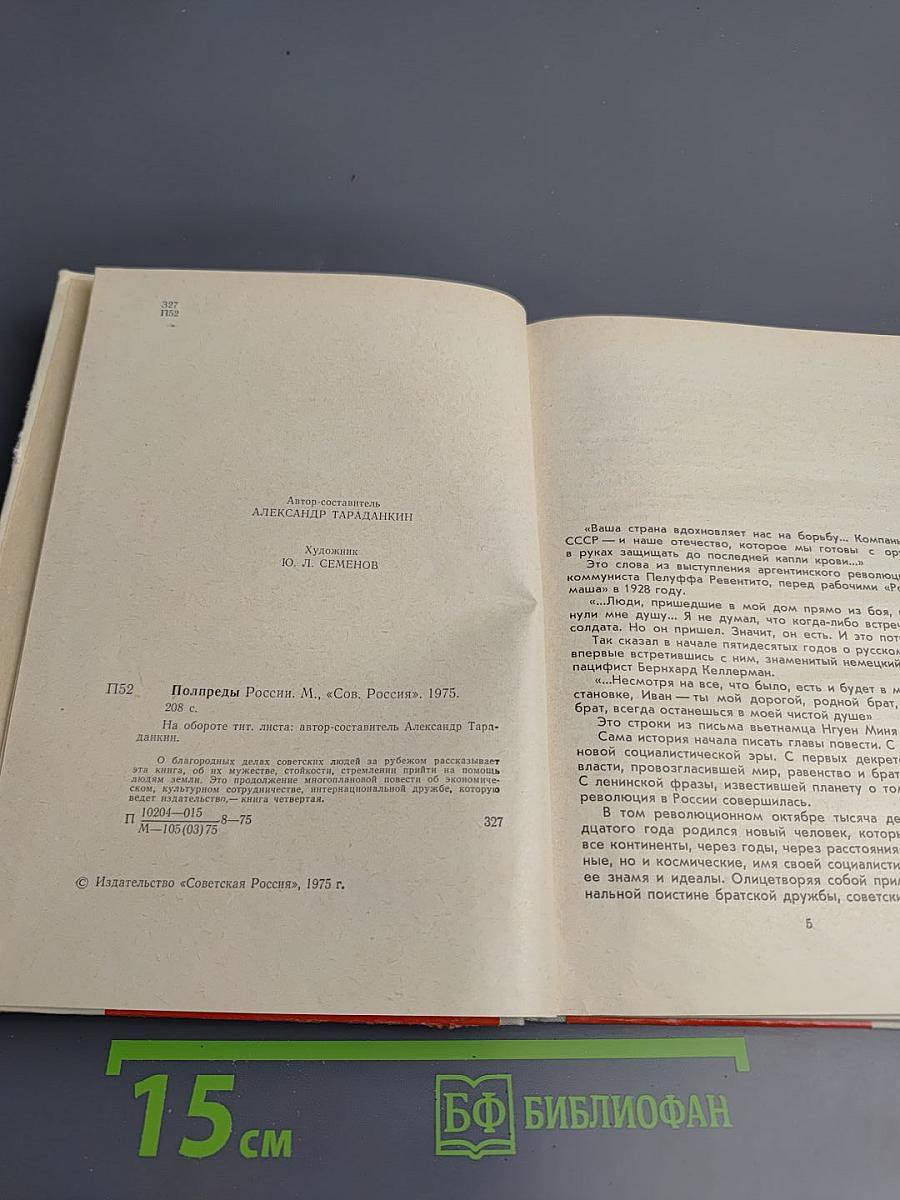 327
П52
Автор-составитель
АЛЕКСАНДР ТАРАДАНКИН
Художник
Ю. Л. СЕМЕНОВ
П52 Полпреды России. М., «Сов. Россия». 1975.
208 с.
На обороте тит. листа: автор-составитель Александр Тара-
данкин.
О благородных делах советских людей за рубежом рассказывает
эта книга, об их мужестве, стойкости, стремлении прийти на помощь
людям земли. Это продолжение многоплановой повести об экономиче-
ском, культурном сотрудничестве, интернациональной дружбе, которую
ведет издательство,— книга четвертая.
П 10204—015
М—105(03)75 8—75 327
© Издательство «Советская Россия», 1975 г.
«Ваша страна вдохновляет нас на борьбу...
СССР — и наше отечество, которое мы готовы с
в руках защищать до последней капли крови...»
Это слова из выступления аргентинского
коммуниста Пелуффа Ревентито, перед рабочими
маша» в 1928 году.
«...Люди, пришедшие в мой дом прямо из боя,
нули мне душу... Я не думал, что когда-либо
солдата. Но он пришел. Значит, он есть. И это
Так сказал в начале пятидесятых годов о русском
впервые встретившись с ним, знаменитый немецкий
пацифист Бернхард Келлерман.
«...Несмотря на все, что было, есть и будет в
становке, Иван — ты мой дорогой, родной брат,
брат, всегда останешься в моей чистой душе»
Это строки из письма вьетнамца Нгуен Миня
Сама история начала писать главы повести. С
новой социалистической эры. С первых
власти, провозгласившей мир, равенство и
С ленинской фразы, известившей планету о
революция в России совершилась.
В том революционном октябре тысяча
дцатого года родился новый человек,
все континенты, через годы, через расстояния
ные, но и космические, имя своей
ее знамя и идеалы. Олицетворяя собой
нальной поистине братской дружбы,
5
15 см
БФ БИБЛИОФАН